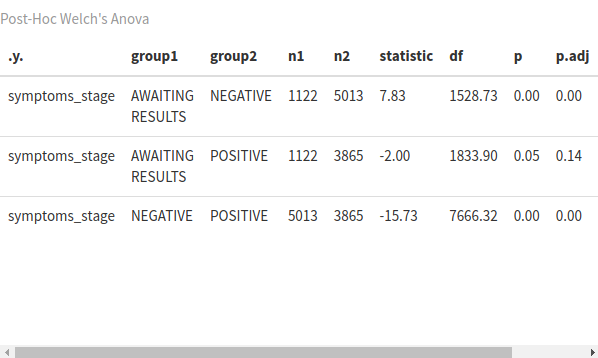 Post-Hoc Welch's Anova
.y. group1 group2 n1 n2 statistic df p p.adj
symptoms_stage AWAITING NEGATIVE 1122 5013 7.83 1528.73 0.00 0.00
RESULTS
symptoms_stage AWAITING POSITIVE 1122 3865 -2.00 1833.90 0.05 0.14
RESULTS
symptoms_stage NEGATIVE POSITIVE 5013 3865 -15.73 7666.32 0.00 0.00